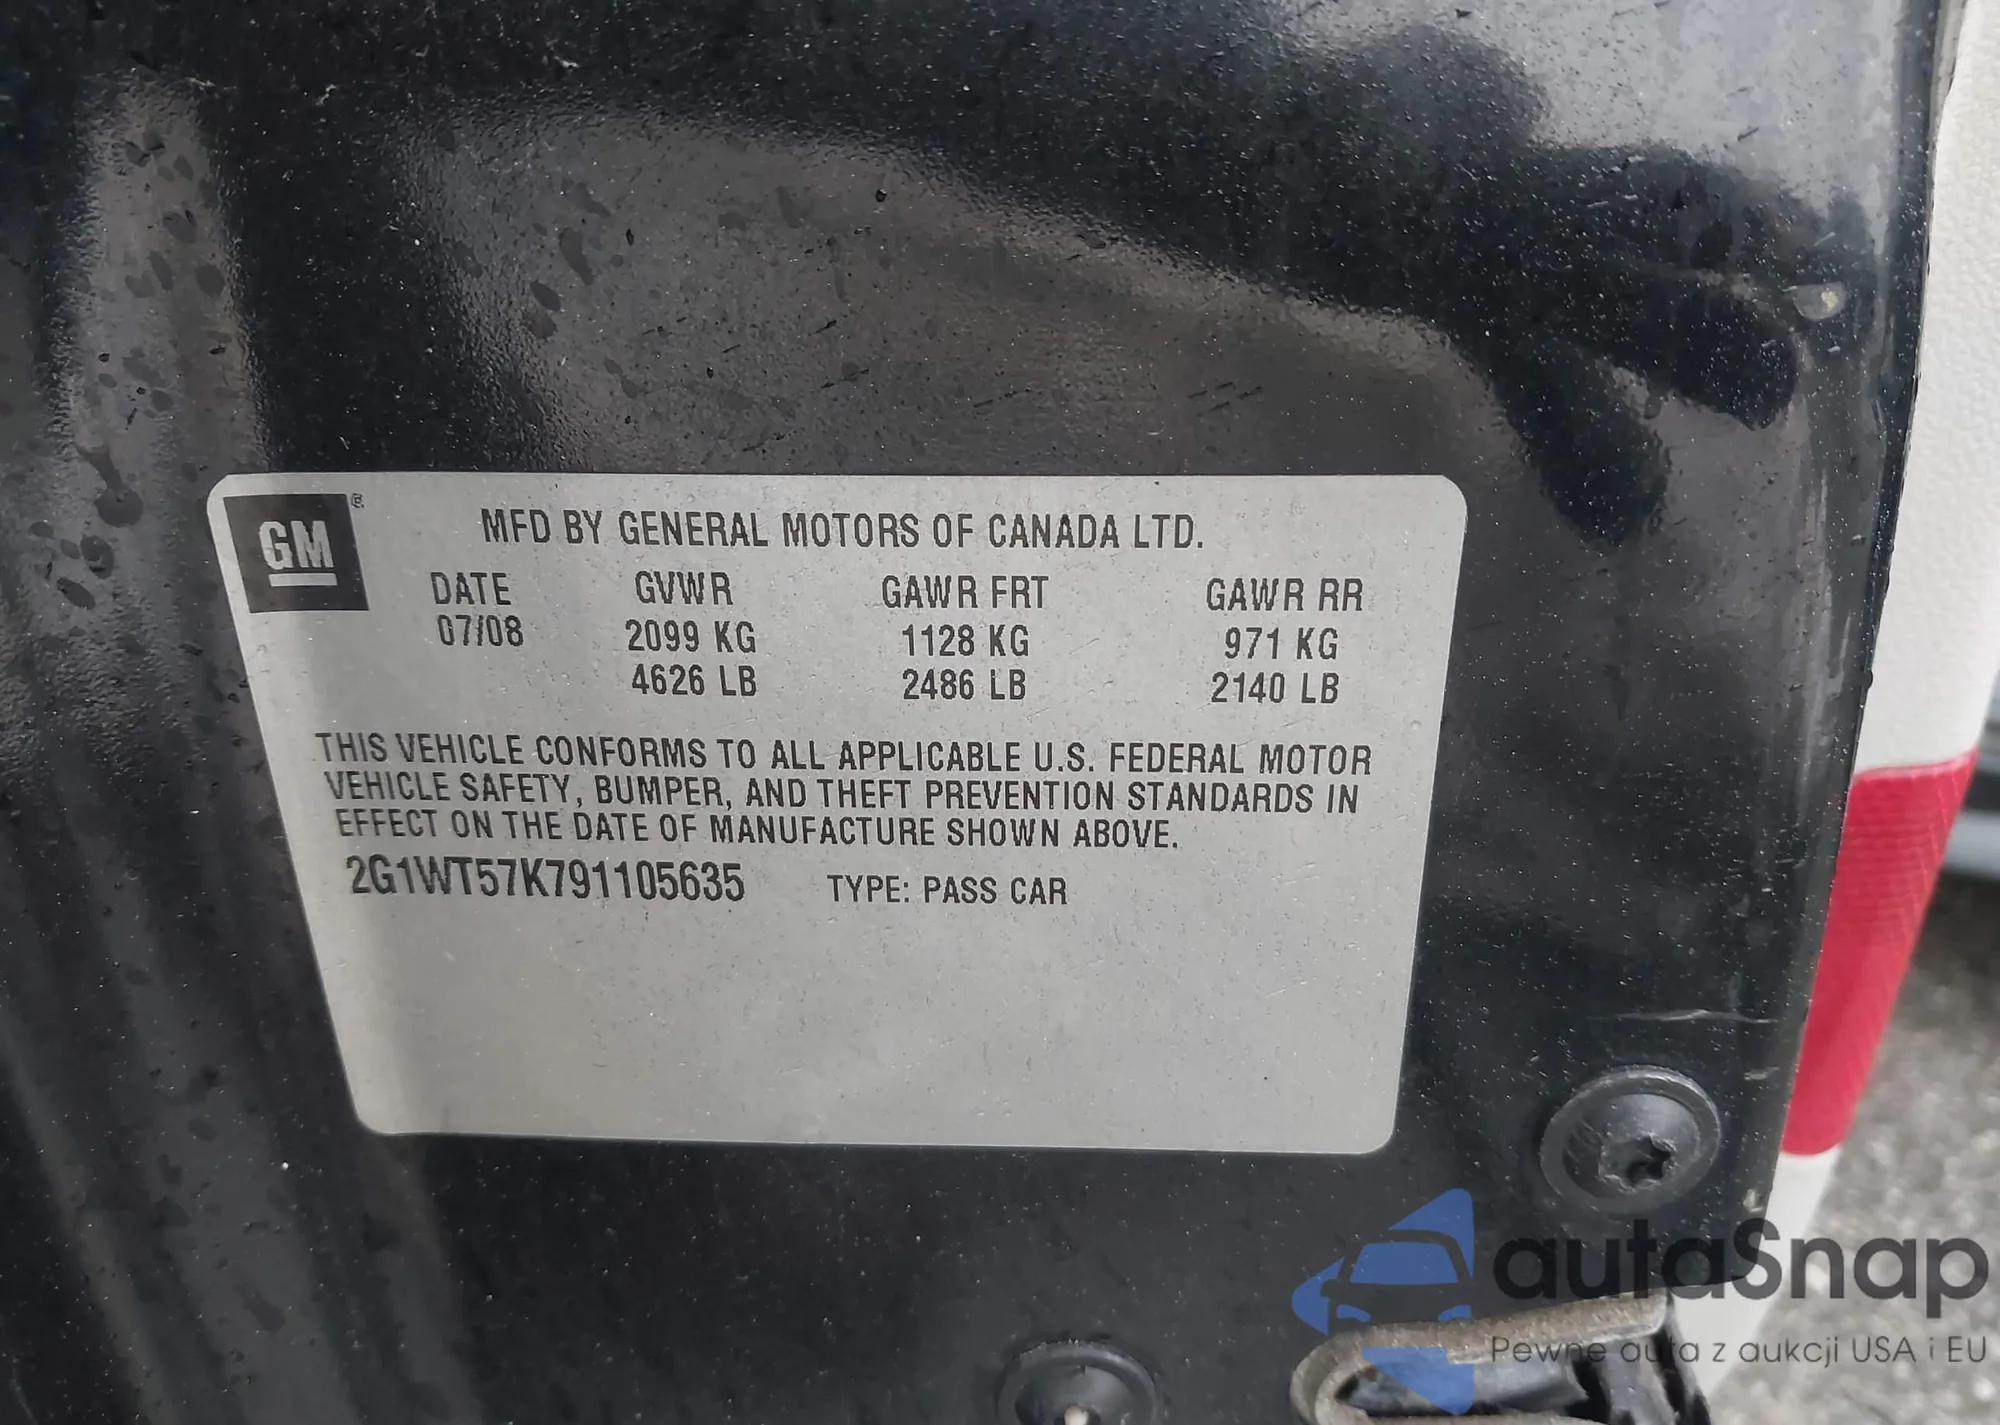 GM ®
MFD BY GENERAL MOTORS OF CANADA LTD.
DATE GVWR GAWR FRT GAWR RR
07/08 2099 KG 1128 KG 971 KG
4626 LB 2486 LB 2140 LB
THIS VEHICLE CONFORMS TO ALL APPLICABLE U.S. FEDERAL MOTOR
VEHICLE SAFETY, BUMPER, AND THEFT PREVENTION STANDARDS IN
EFFECT ON THE DATE OF MANUFACTURE SHOWN ABOVE.
2G1WT57K791105635 TYPE: PASS CAR
autaSnap
Pewne auta z aukcji USA i EU